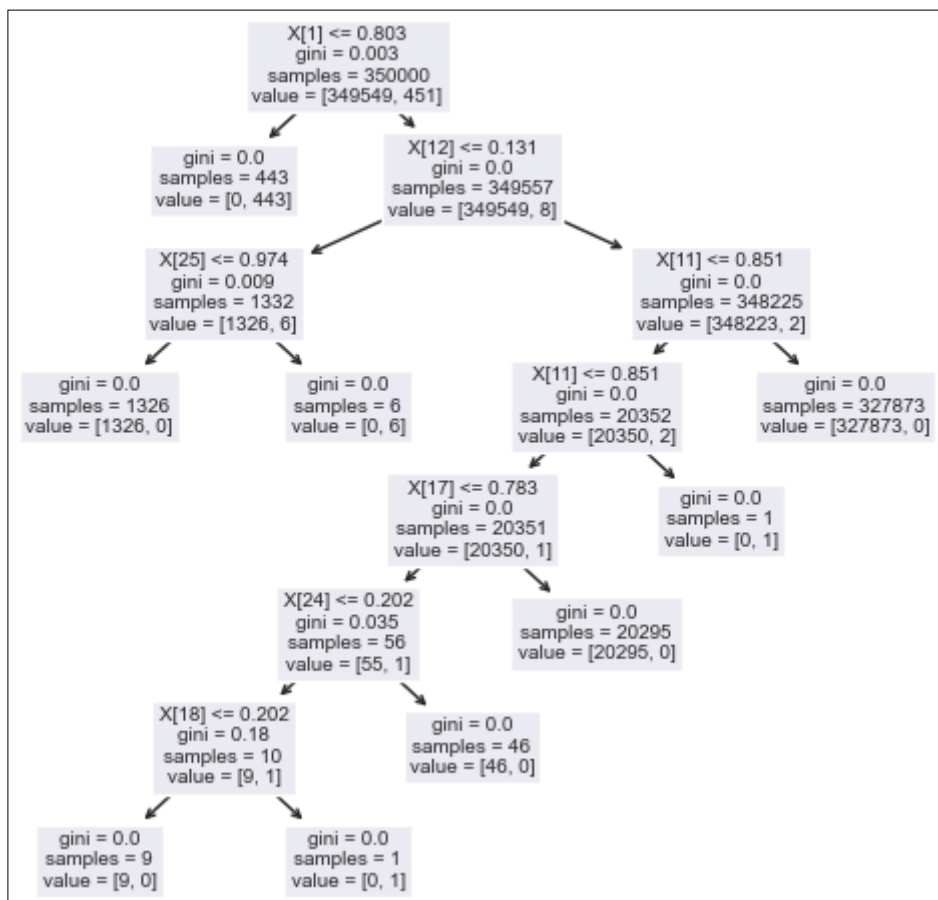 X[1] <= 0.803
gini = 0.003
samples = 350000
value = [349549, 451]
gini = 0.0
samples = 443
value = [0, 443]
X[12] <= 0.131
gini = 0.0
samples = 349557
value = [349549, 8]
X[25] <= 0.974
gini = 0.009
samples = 1332
value = [1326, 6]
X[11] <= 0.851
gini = 0.0
samples = 348225
value = [348223, 2]
gini = 0.0
samples = 1326
value = [1326, 0]
gini = 0.0
samples = 6
value = [0, 6]
X[11] <= 0.851
gini = 0.0
samples = 20352
value = [20350, 2]
gini = 0.0
samples = 327873
value = [327873, 0]
X[17] <= 0.783
gini = 0.0
samples = 20351
value = [20350, 1]
gini = 0.0
samples = 1
value = [0, 1]
X[24] <= 0.202
gini = 0.035
samples = 56
value = [55, 1]
gini = 0.0
samples = 20295
value = [20295, 0]
X[18] <= 0.202
gini = 0.18
samples = 10
value = [9, 1]
gini = 0.0
samples = 46
value = [46, 0]
gini = 0.0
samples = 9
value = [9, 0]
gini = 0.0
samples = 1
value = [0, 1]